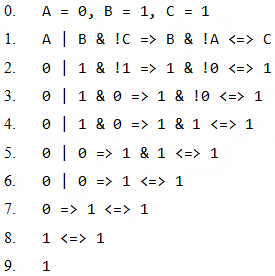 0. A = 0, B = 1, C = 1
1. A | B & !C => B & !A <=> C
2. 0 | 1 & !1 => 1 & !0 <=> 1
3. 0 | 1 & 0 => 1 & !0 <=> 1
4. 0 | 1 & 0 => 1 & 1 <=> 1
5. 0 | 0 => 1 & 1 <=> 1
6. 0 | 0 => 1 <=> 1
7. 0 => 1 <=> 1
8. 1 <=> 1
9. 1